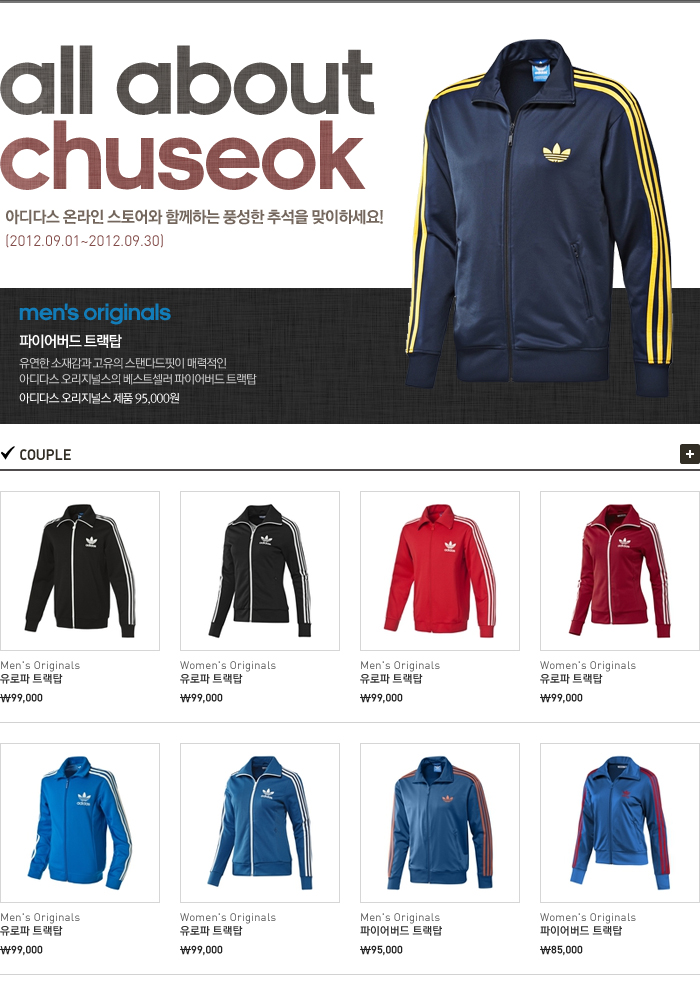 all about
chuseok
아디다스 온라인 스토어와 함께하는 풍성한 추석을 맞이하세요!
(2012.09.01~2012.09.30)
men's originals
파이어버드 트랙탑
유연한 소재감과 고유의 스탠다드핏이 매력적인
아디다스 오리지널스의 베스트셀러 파이어버드 트랙탑
아디다스 오리지널스 제품 95,000원
COUPLE
Men's Originals
유로파 트랙탑
₩99,000
Women's Originals
유로파 트랙탑
₩99,000
Men's Originals
유로파 트랙탑
₩99,000
Women's Originals
유로파 트랙탑
₩99,000
Men's Originals
유로파 트랙탑
₩99,000
Women's Originals
유로파 트랙탑
₩99,000
Men's Originals
파이어버드 트랙탑
₩95,000
Women's Originals
파이어버드 트랙탑
₩85,000